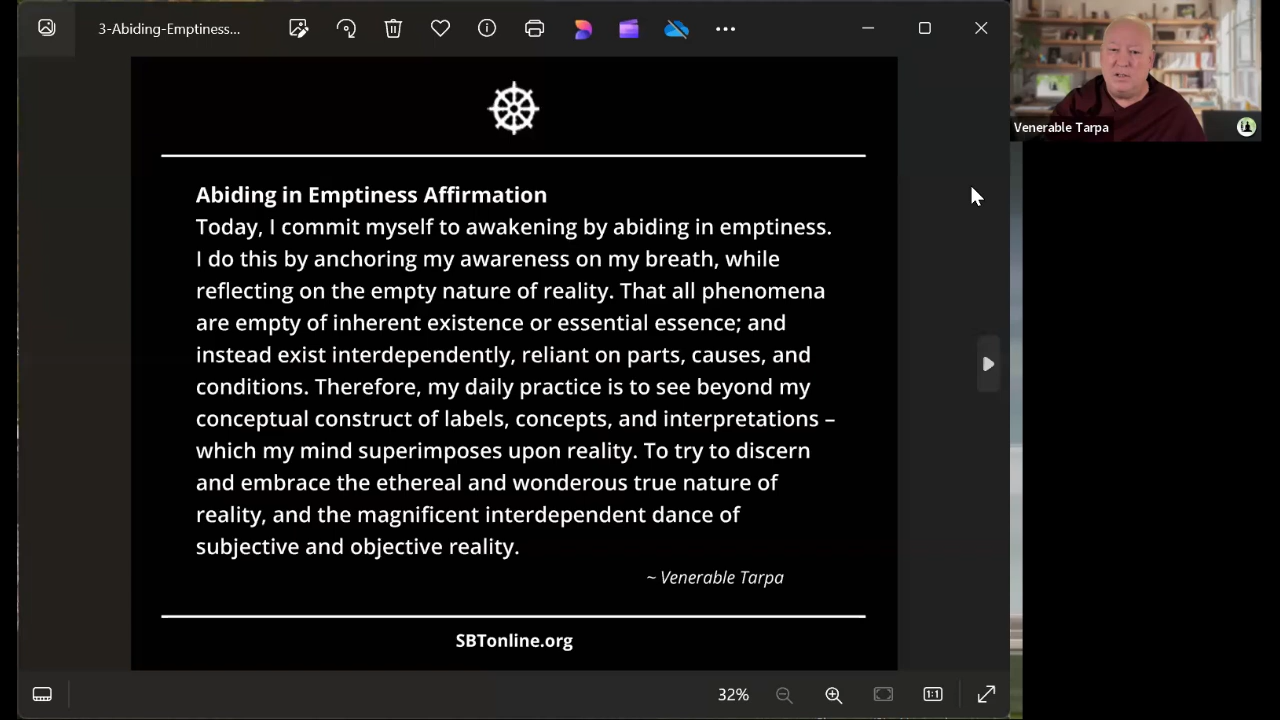 3-Abiding-Emptiness...
Venerable Tarpa
Abiding in Emptiness Affirmation
Today, I commit myself to awakening by abiding in emptiness.
I do this by anchoring my awareness on my breath, while
reflecting on the empty nature of reality. That all phenomena
are empty of inherent existence or essential essence; and
instead exist interdependently, reliant on parts, causes, and
conditions. Therefore, my daily practice is to see beyond my
conceptual construct of labels, concepts, and interpretations –
which my mind superimposes upon reality. To try to discern
and embrace the ethereal and wonderous true nature of
reality, and the magnificent interdependent dance of
subjective and objective reality.
~ Venerable Tarpa
SBTonline.org
32%
1:1